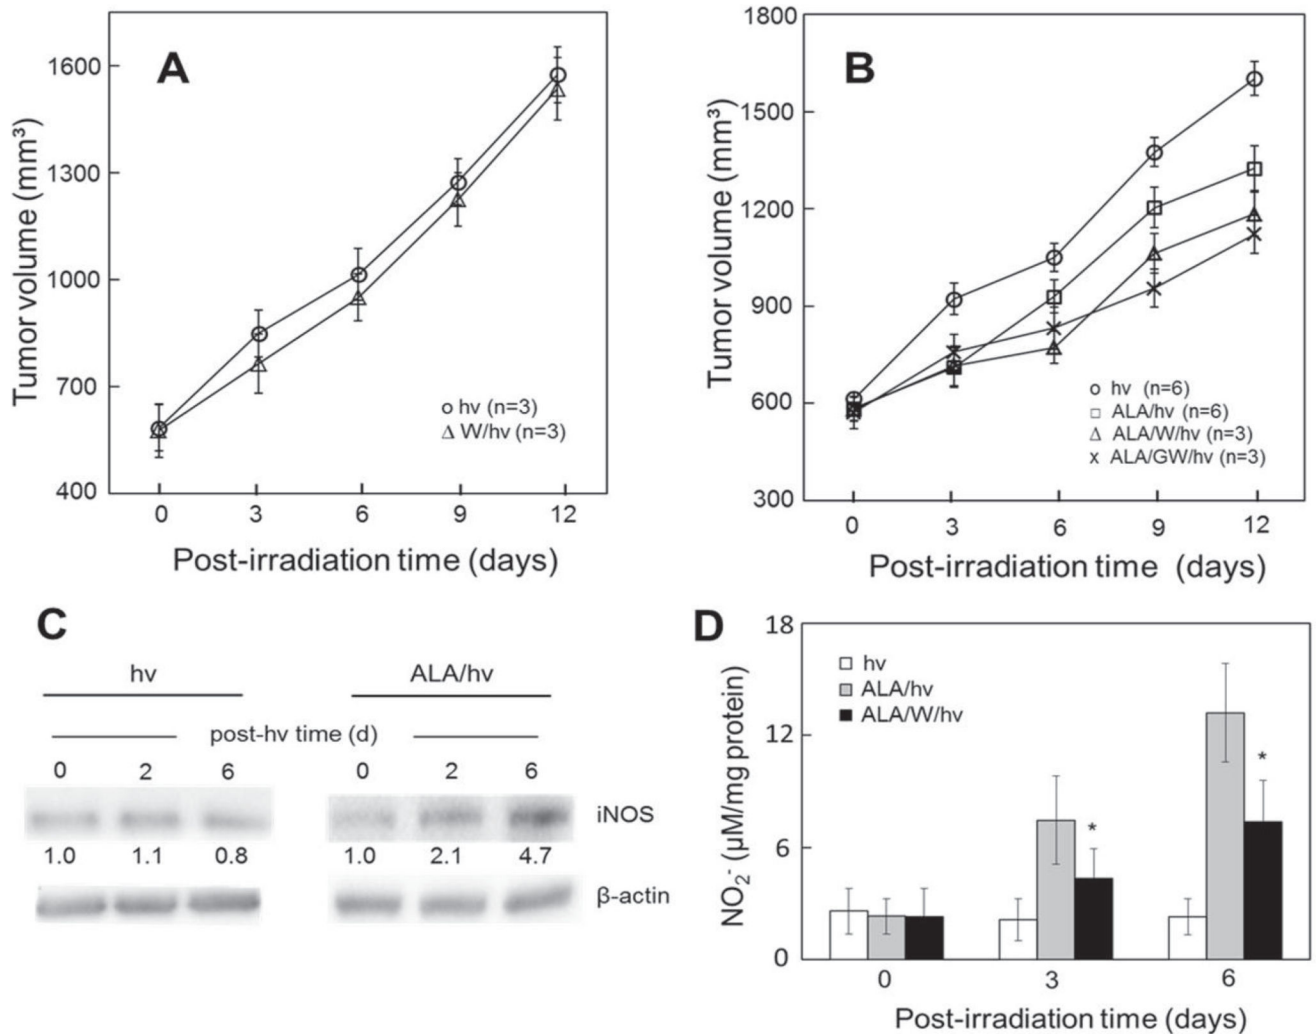 A
Tumor volume (mm³)
1600
1300
1000
700
400
o hv (n=3)
Δ W/hv (n=3)
0 3 6 9 12
Post-irradiation time (days)
B
Tumor volume (mm³)
1800
1500
1200
900
600
300
o hv (n=6)
□ ALA/hv (n=6)
Δ ALA/W/hv (n=3)
x ALA/GW/hv (n=3)
0 3 6 9 12
Post-irradiation time (days)
C
hv ALA/hv
post-hv time (d)
0 2 6 0 2 6
iNOS
1.0 1.1 0.8 1.0 2.1 4.7
β-actin
D
NO₂⁻ (µM/mg protein)
18
12
6
0
hv
ALA/hv
ALA/W/hv
* *
0 3 6
Post-irradiation time (days)